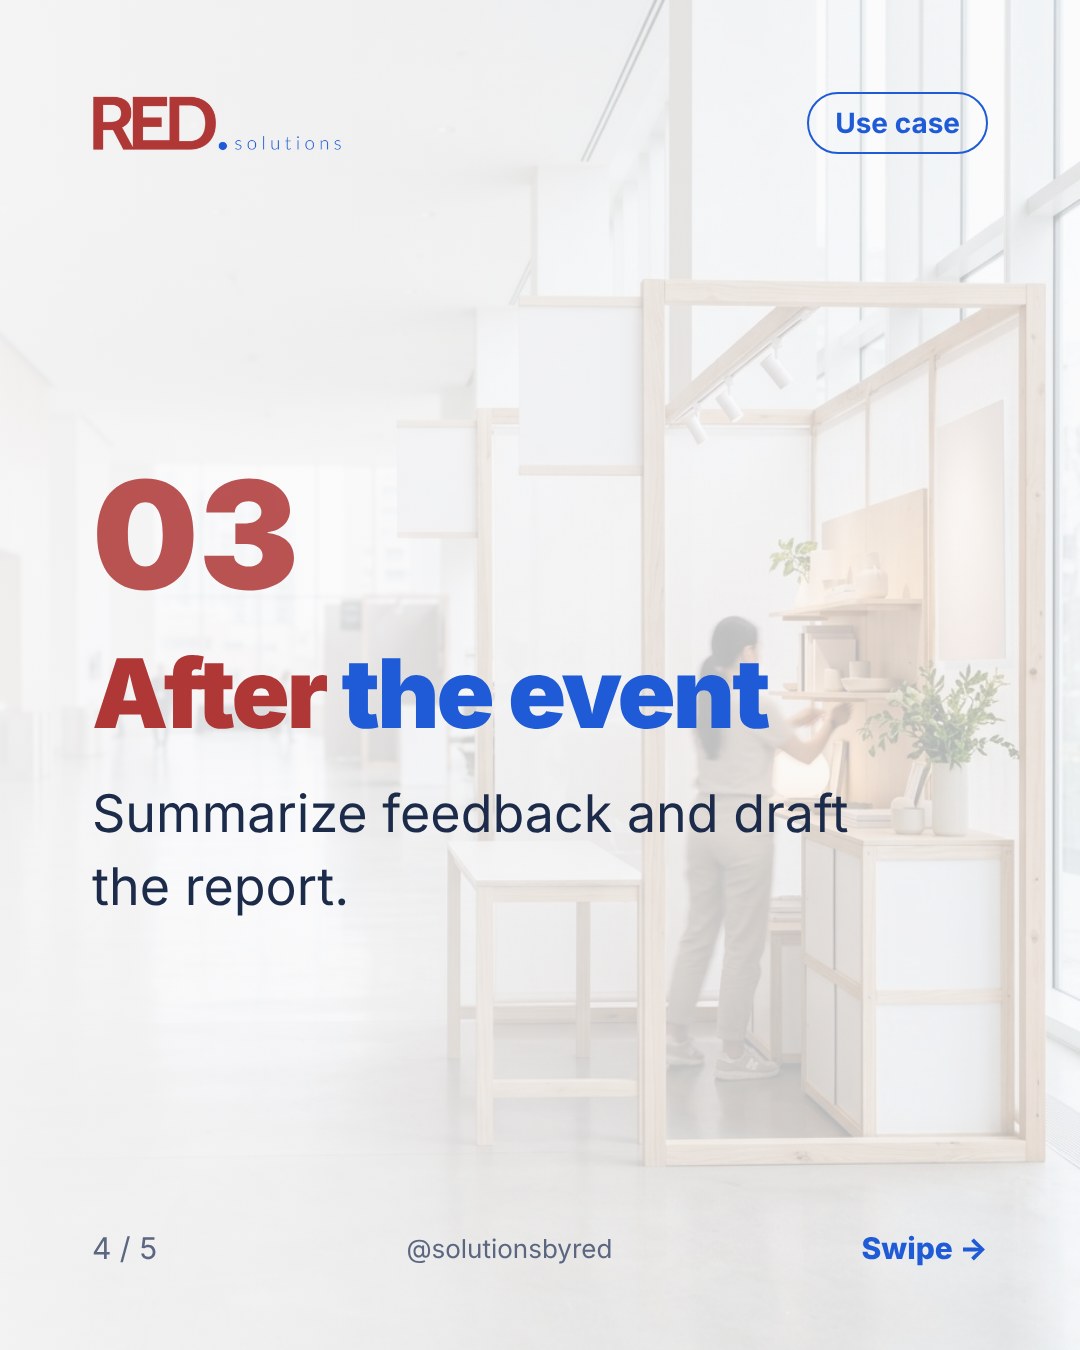 RED.solutions
Use case
03
After the event
Summarize feedback and draft
the report.
4 / 5
@solutionsbyred
Swipe →